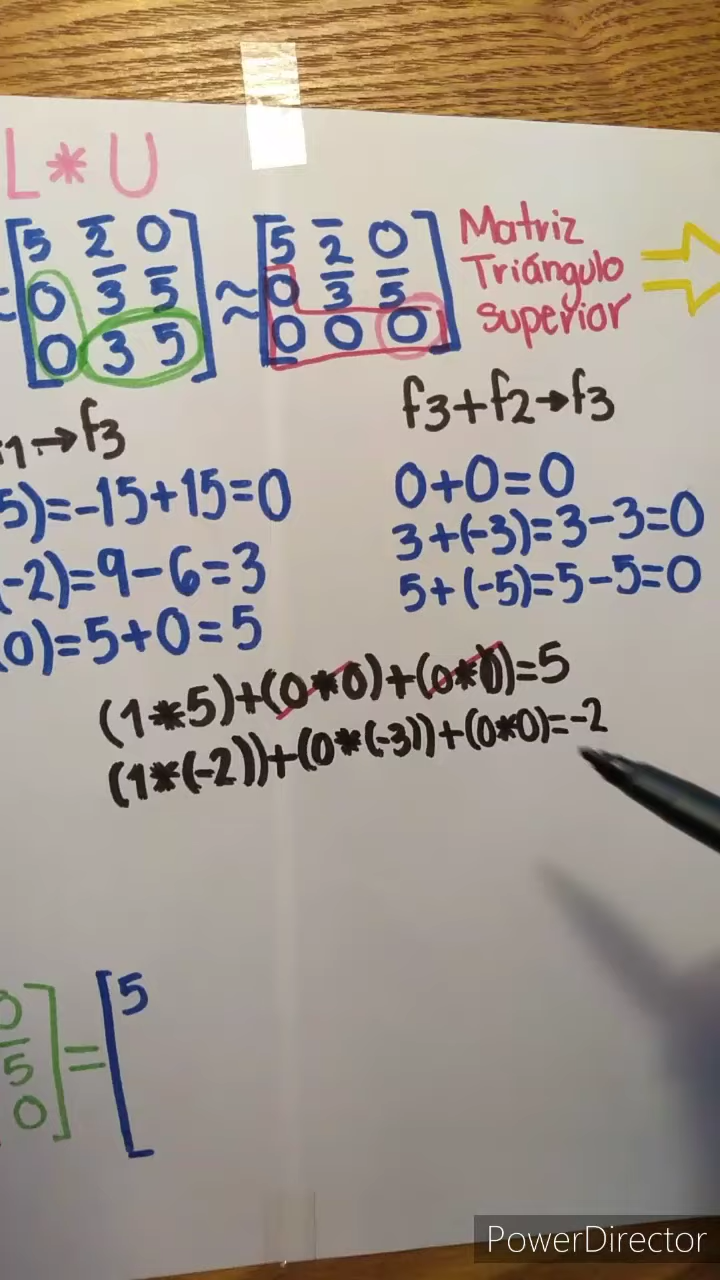 L * U
= [5 -2 0] ≈ [5 -2 0] Matriz
0 -3 -5 0 -3 -5 Triángulo
0 3 5 0 0 0 superior
1→f3
f3+f2→f3
5)=-15+15=0
0+0=0
(-2)=9-6=3
3+(-3)=3-3=0
(0)=5+0=5
5+(-5)=5-5=0
(1*5)+(0*0)+(0*0)=5
(1*(-2))+(0*(-3))+(0*0)=-2
0
-5
0
] = [5
PowerDirector